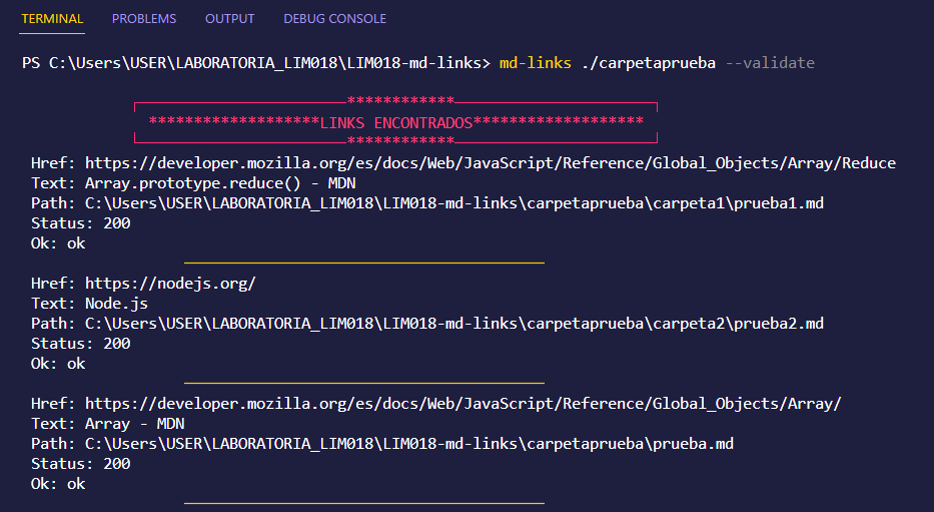 TERMINAL PROBLEMS OUTPUT DEBUG CONSOLE
PS C:\Users\USER\LABORATORIA_LIM018\LIM018-md-links> md-links ./carpetaprueba --validate
************
*******************LINKS ENCONTRADOS*******************
************
Href: https://developer.mozilla.org/es/docs/Web/JavaScript/Reference/Global_Objects/Array/Reduce
Text: Array.prototype.reduce() - MDN
Path: C:\Users\USER\LABORATORIA_LIM018\LIM018-md-links\carpetaprueba\carpeta1\prueba1.md
Status: 200
Ok: ok
Href: https://nodejs.org/
Text: Node.js
Path: C:\Users\USER\LABORATORIA_LIM018\LIM018-md-links\carpetaprueba\carpeta2\prueba2.md
Status: 200
Ok: ok
Href: https://developer.mozilla.org/es/docs/Web/JavaScript/Reference/Global_Objects/Array/
Text: Array - MDN
Path: C:\Users\USER\LABORATORIA_LIM018\LIM018-md-links\carpetaprueba\prueba.md
Status: 200
Ok: ok